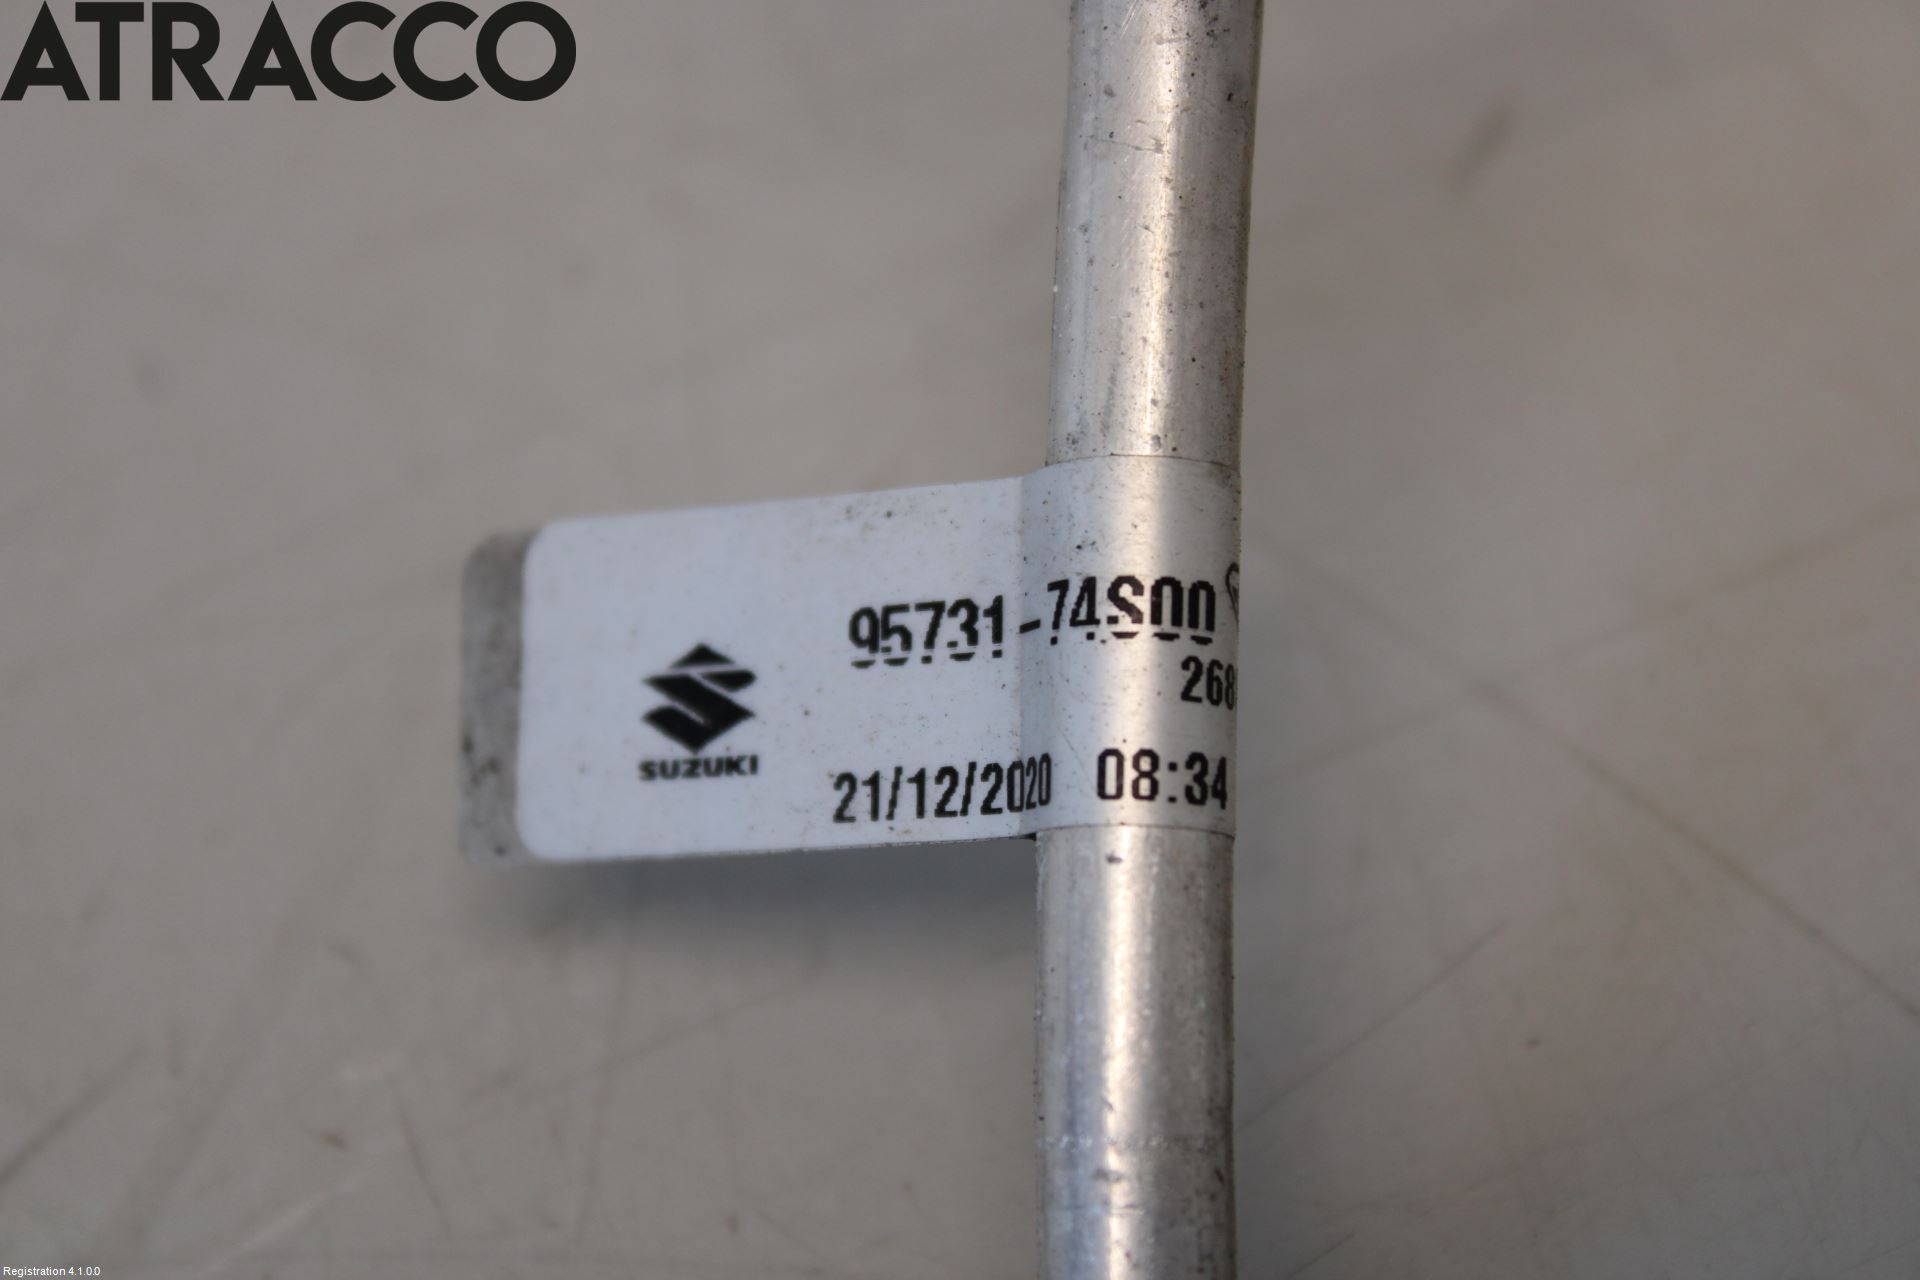 ATRACCO
95731-74S00
268
SUZUKI
21/12/2020 08:34
Registration 4.1.0.0